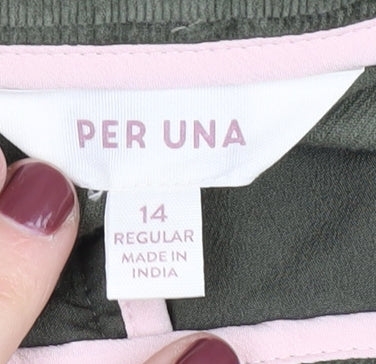 PER UNA
14
REGULAR
MADE IN
INDIA